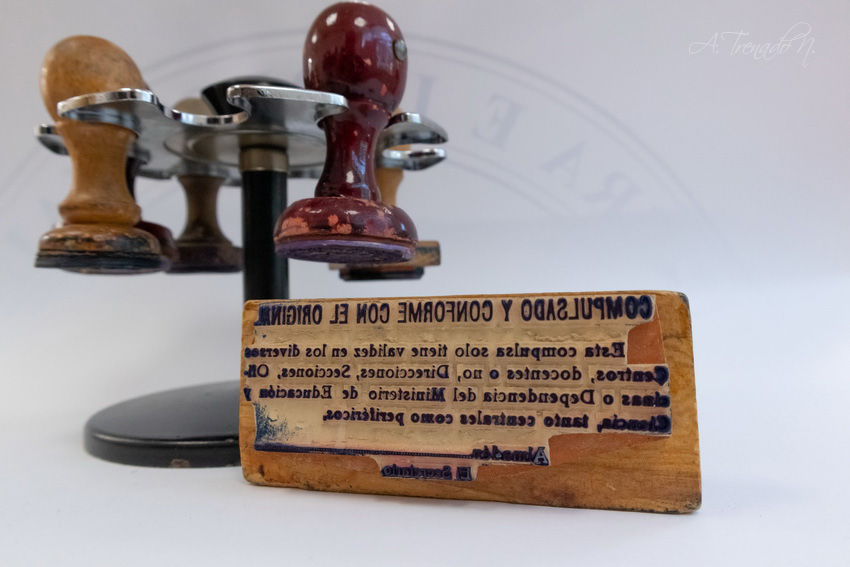 A. Trenado N.
COMPULSADO Y CONFORME CON EL ORIGINAL
Esta compulsa solo tiene validez en los diversos
Centros, docentes o no, Direcciones, Secciones, Ofi-
cinas o Dependencia del Ministerio de Educación y
Ciencia, tanto centrales como periféricos.
Almadén
El Secretario